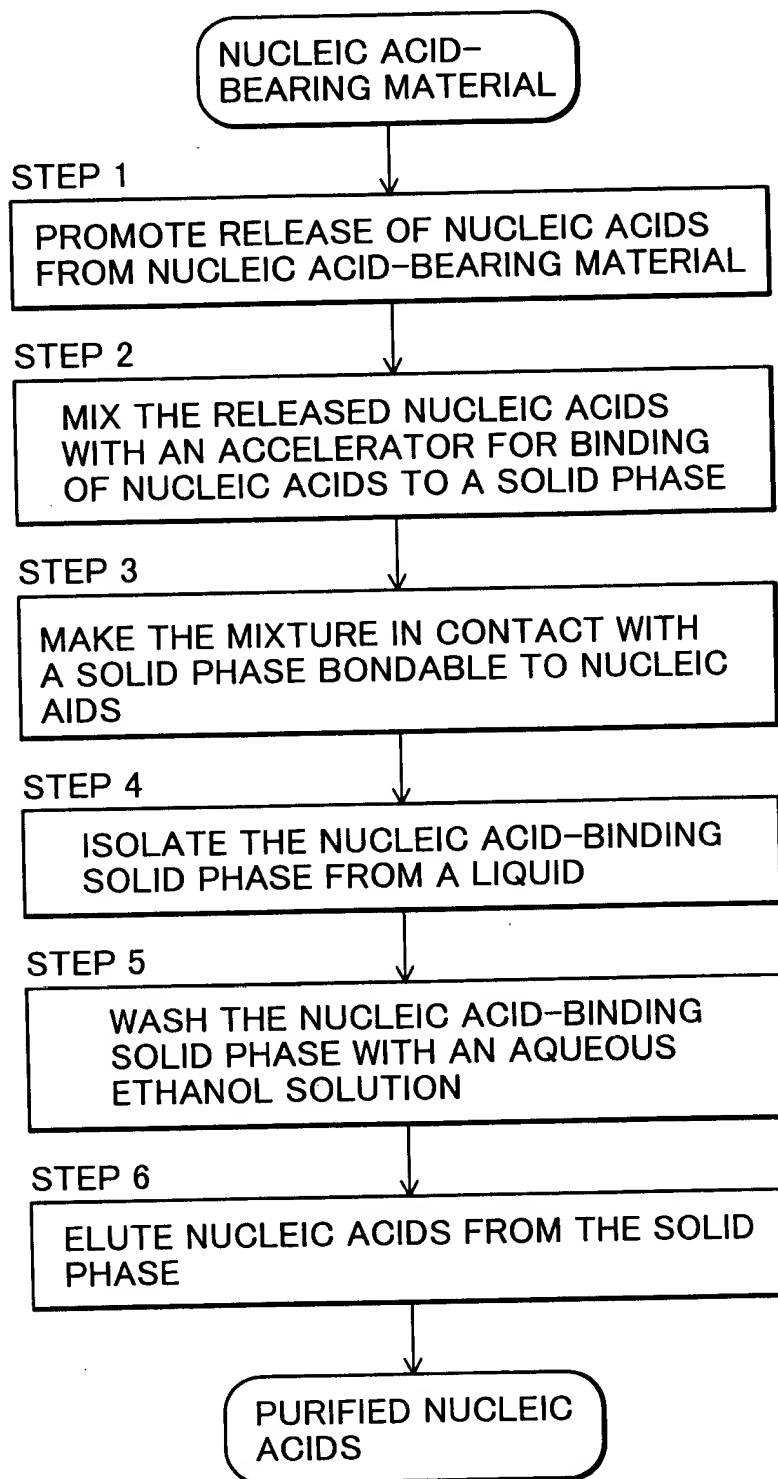 NUCLEIC ACID-
BEARING MATERIAL
STEP 1
PROMOTE RELEASE OF NUCLEIC ACIDS
FROM NUCLEIC ACID-BEARING MATERIAL
STEP 2
MIX THE RELEASED NUCLEIC ACIDS
WITH AN ACCELERATOR FOR BINDING
OF NUCLEIC ACIDS TO A SOLID PHASE
STEP 3
MAKE THE MIXTURE IN CONTACT WITH
A SOLID PHASE BONDABLE TO NUCLEIC
AIDS
STEP 4
ISOLATE THE NUCLEIC ACID-BINDING
SOLID PHASE FROM A LIQUID
STEP 5
WASH THE NUCLEIC ACID-BINDING
SOLID PHASE WITH AN AQUEOUS
ETHANOL SOLUTION
STEP 6
ELUTE NUCLEIC ACIDS FROM THE SOLID
PHASE
PURIFIED NUCLEIC
ACIDS